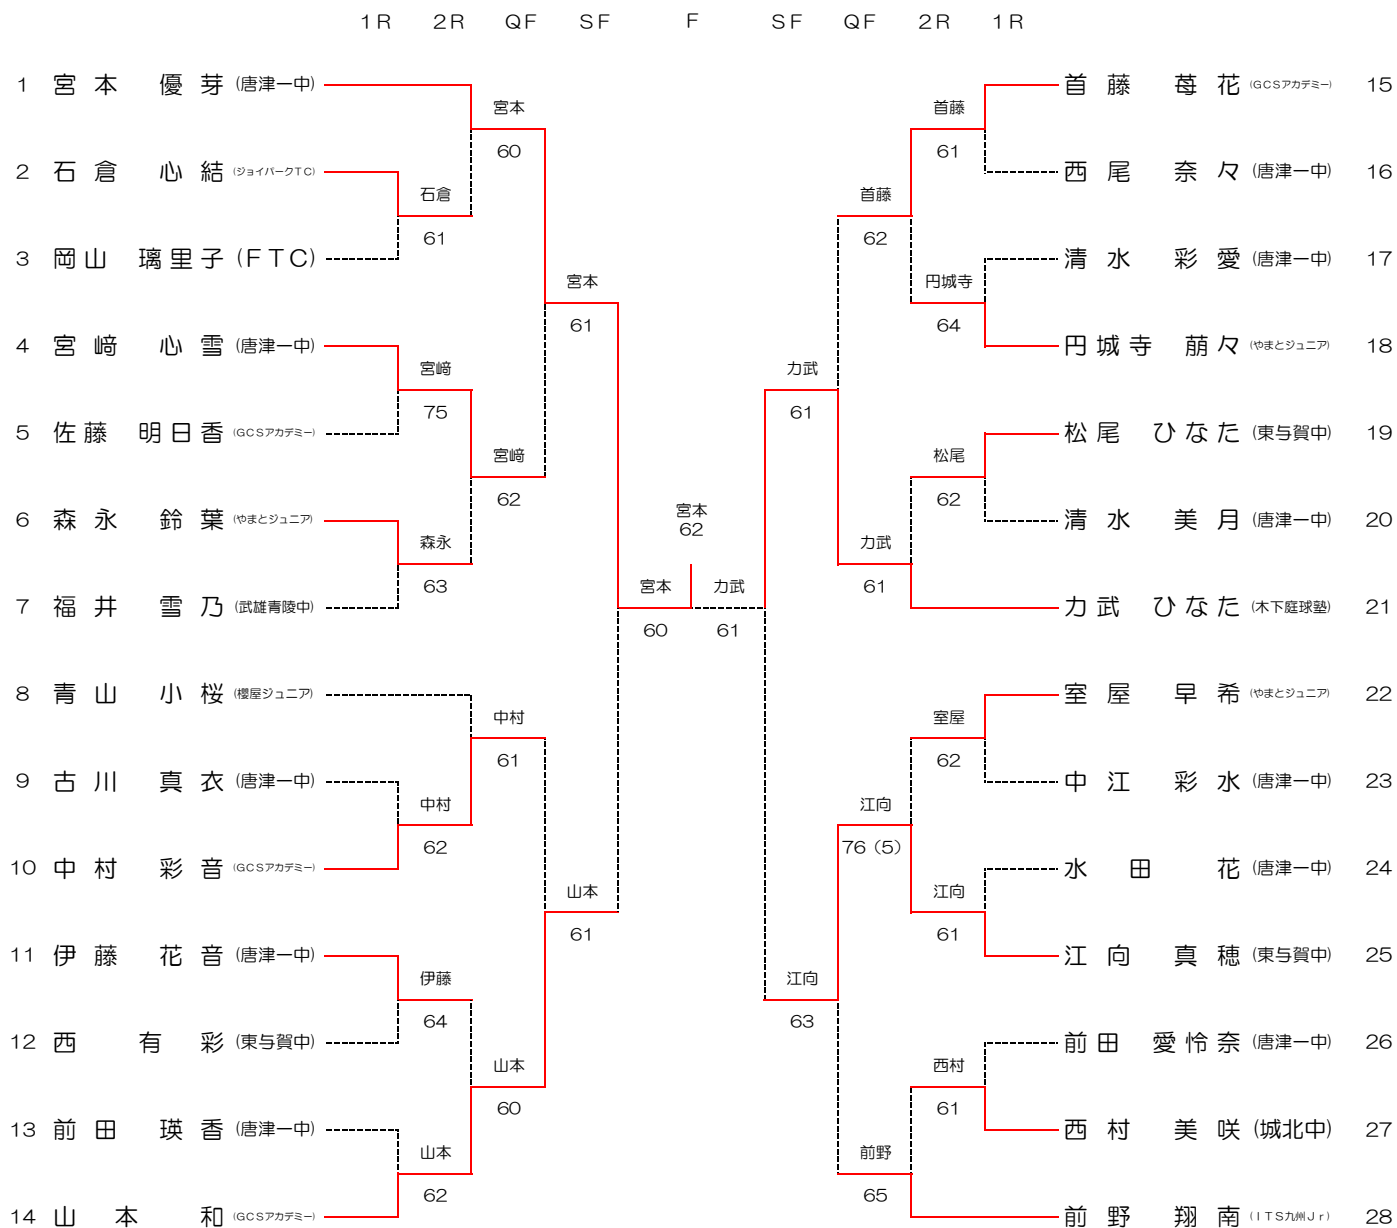 1R 2R QF SF F SF QF 2R 1R
1 宮本 優芽 (唐津一中)
2 石倉 心結 (ジョイパークTC)
3 岡山 璃里子 (FTC)
4 宮﨑 心雪 (唐津一中)
5 佐藤 明日香 (GCSアカデミー)
6 森永 鈴葉 (やまとジュニア)
7 福井 雪乃 (武雄青陵中)
8 青山 小桜 (櫻屋ジュニア)
9 古川 真衣 (唐津一中)
10 中村 彩音 (GCSアカデミー)
11 伊藤 花音 (唐津一中)
12 西 有彩 (東与賀中)
13 前田 瑛香 (唐津一中)
14 山本 和 (GCSアカデミー)
石倉
61
宮﨑
75
森永
63
中村
62
伊藤
64
山本
62
宮本
60
宮﨑
62
中村
61
山本
60
宮本
61
山本
61
宮本
60
宮本
62
力武
61
力武
61
江向
63
首藤
62
力武
61
江向
76(5)
前野
65
首藤
61
円城寺
64
松尾
62
室屋
62
江向
61
西村
61
首藤 苺花 (GCSアカデミー) 15
西尾 奈々 (唐津一中) 16
清水 彩愛 (唐津一中) 17
円城寺 萠々 (やまとジュニア) 18
松尾 ひなた (東与賀中) 19
清水 美月 (唐津一中) 20
力武 ひなた (木下庭球塾) 21
室屋 早希 (やまとジュニア) 22
中江 彩水 (唐津一中) 23
水田 花 (唐津一中) 24
江向 真穂 (東与賀中) 25
前田 愛怜奈 (唐津一中) 26
西村 美咲 (城北中) 27
前野 翔南 (ITS九州Jr) 28